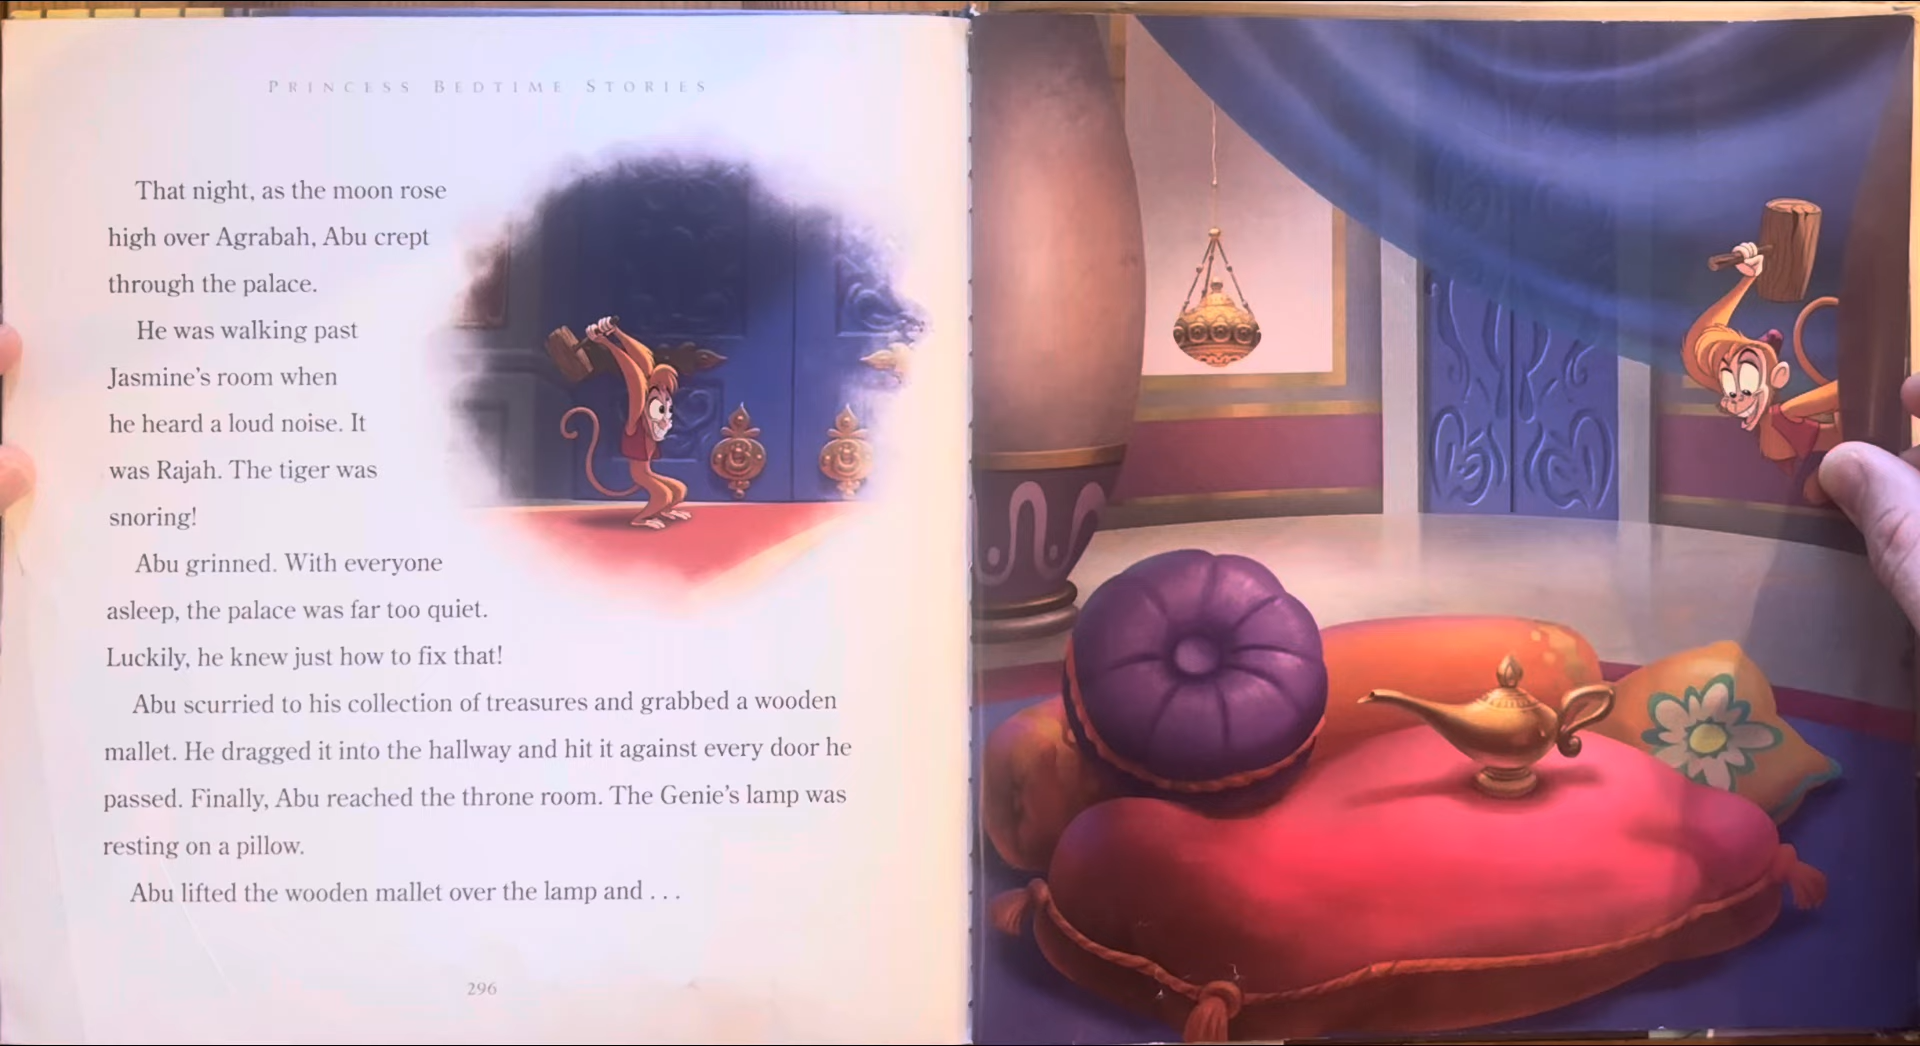 PRINCESS BEDTIME STORIES
That night, as the moon rose
high over Agrabah, Abu crept
through the palace.
He was walking past
Jasmine's room when
he heard a loud noise. It
was Rajah. The tiger was
snoring!
Abu grinned. With everyone
asleep, the palace was far too quiet.
Luckily, he knew just how to fix that!
Abu scurried to his collection of treasures and grabbed a wooden
mallet. He dragged it into the hallway and hit it against every door he
passed. Finally, Abu reached the throne room. The Genie's lamp was
resting on a pillow.
Abu lifted the wooden mallet over the lamp and . . .
296